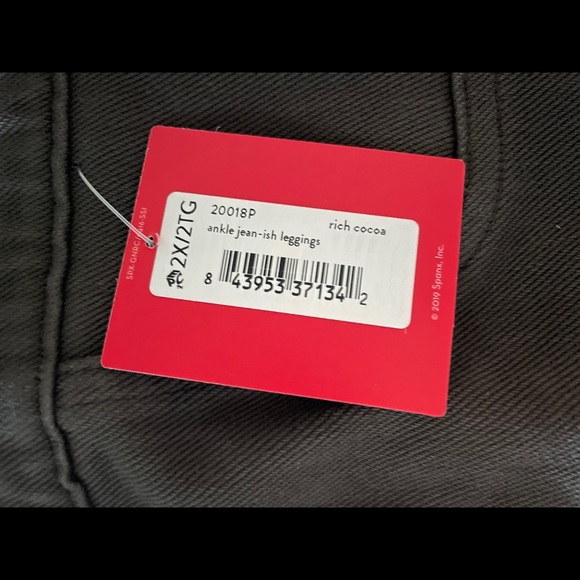 20018P
rich cocoa
ankle jean-ish leggings
2X/2TG
8 43953 37134 2
© 2019 Spanx, Inc.